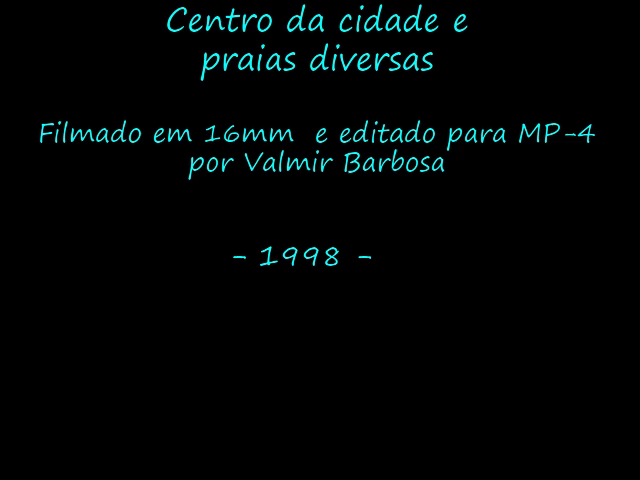 Centro da cidade e
praias diversas
Filmado em 16mm e editado para MP-4
por Valmir Barbosa
- 1998 -